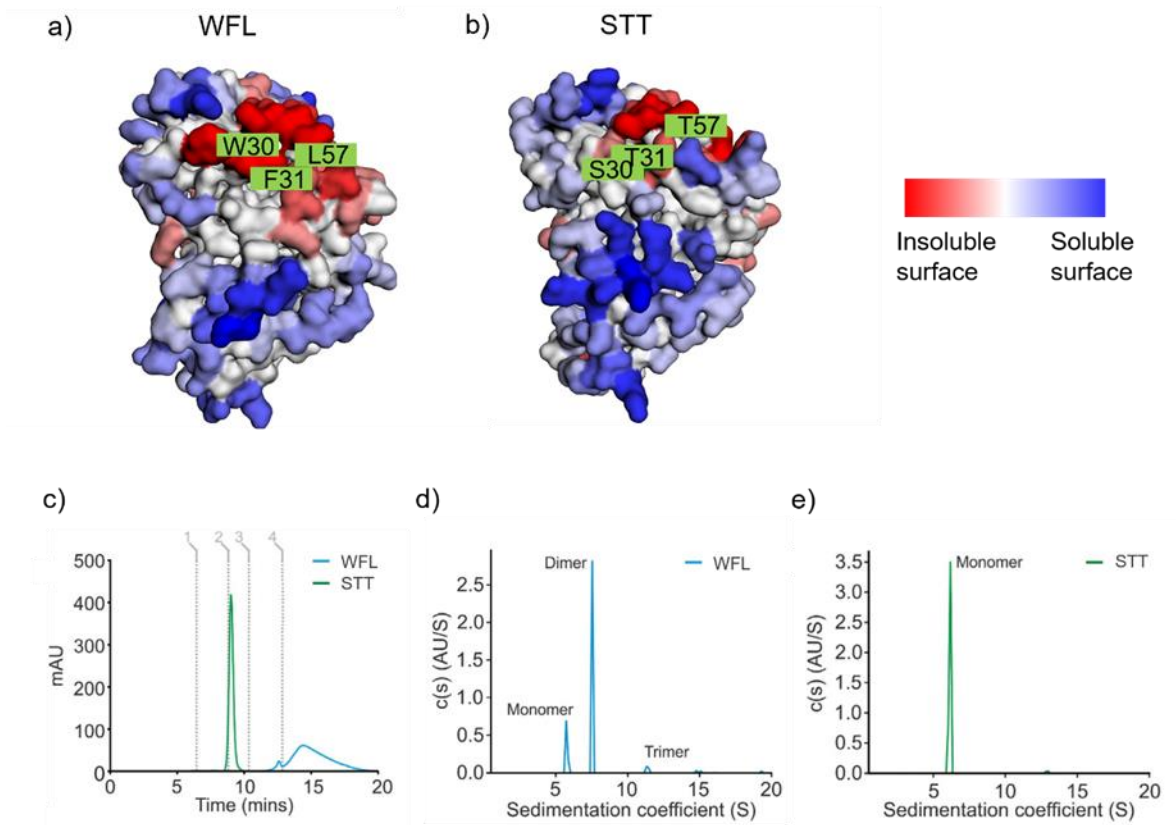 a) WFL
b) STT
W30
L57
F31
T57
T31
S30
Insoluble surface
Soluble surface
c)
1 2 3 4
WFL
STT
500
400
300
200
100
0
mAU
0 5 10 15 20
Time (mins)
d)
WFL
Dimer
Monomer
Trimer
2.5
2.0
1.5
1.0
0.5
0.0
c(s) (AU/S)
5 10 15 20
Sedimentation coefficient (S)
e)
STT
Monomer
3.5
3.0
2.5
2.0
1.5
1.0
0.5
0.0
c(s) (AU/S)
5 10 15 20
Sedimentation coefficient (S)